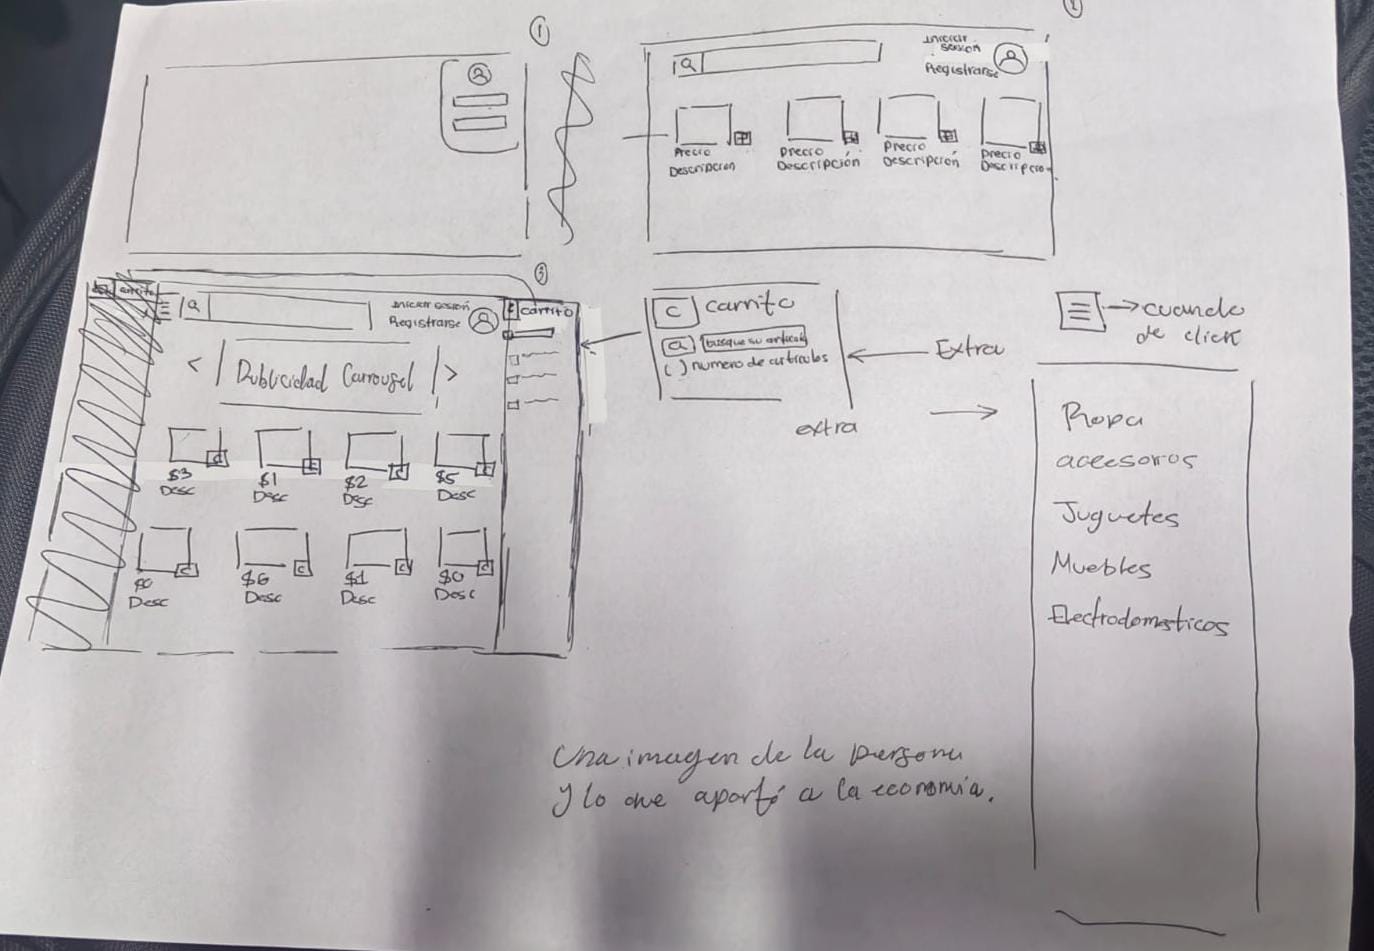 1
2
Iniciar
sesion
Registrarse
Precio
Descripcion
Precio
Descripción
Precio
Descripción
Precio
Descripcion
3
carrito
Iniciar sesión
Registrarse
carrito
< Publicidad Carrousel >
$3
Desc
$1
Desc
$2
Desc
$5
Desc
c
$0
Desc
$6
Desc
$1
Desc
$0
Desc
c
c
c
c
C carrito
busque su articulo
( ) numero de articulos
Extra
extra
cuando
de click
Ropa
accesorios
Juguetes
Muebles
Electrodomesticos
Una imagen de la persona
y lo que aportó a la economía.